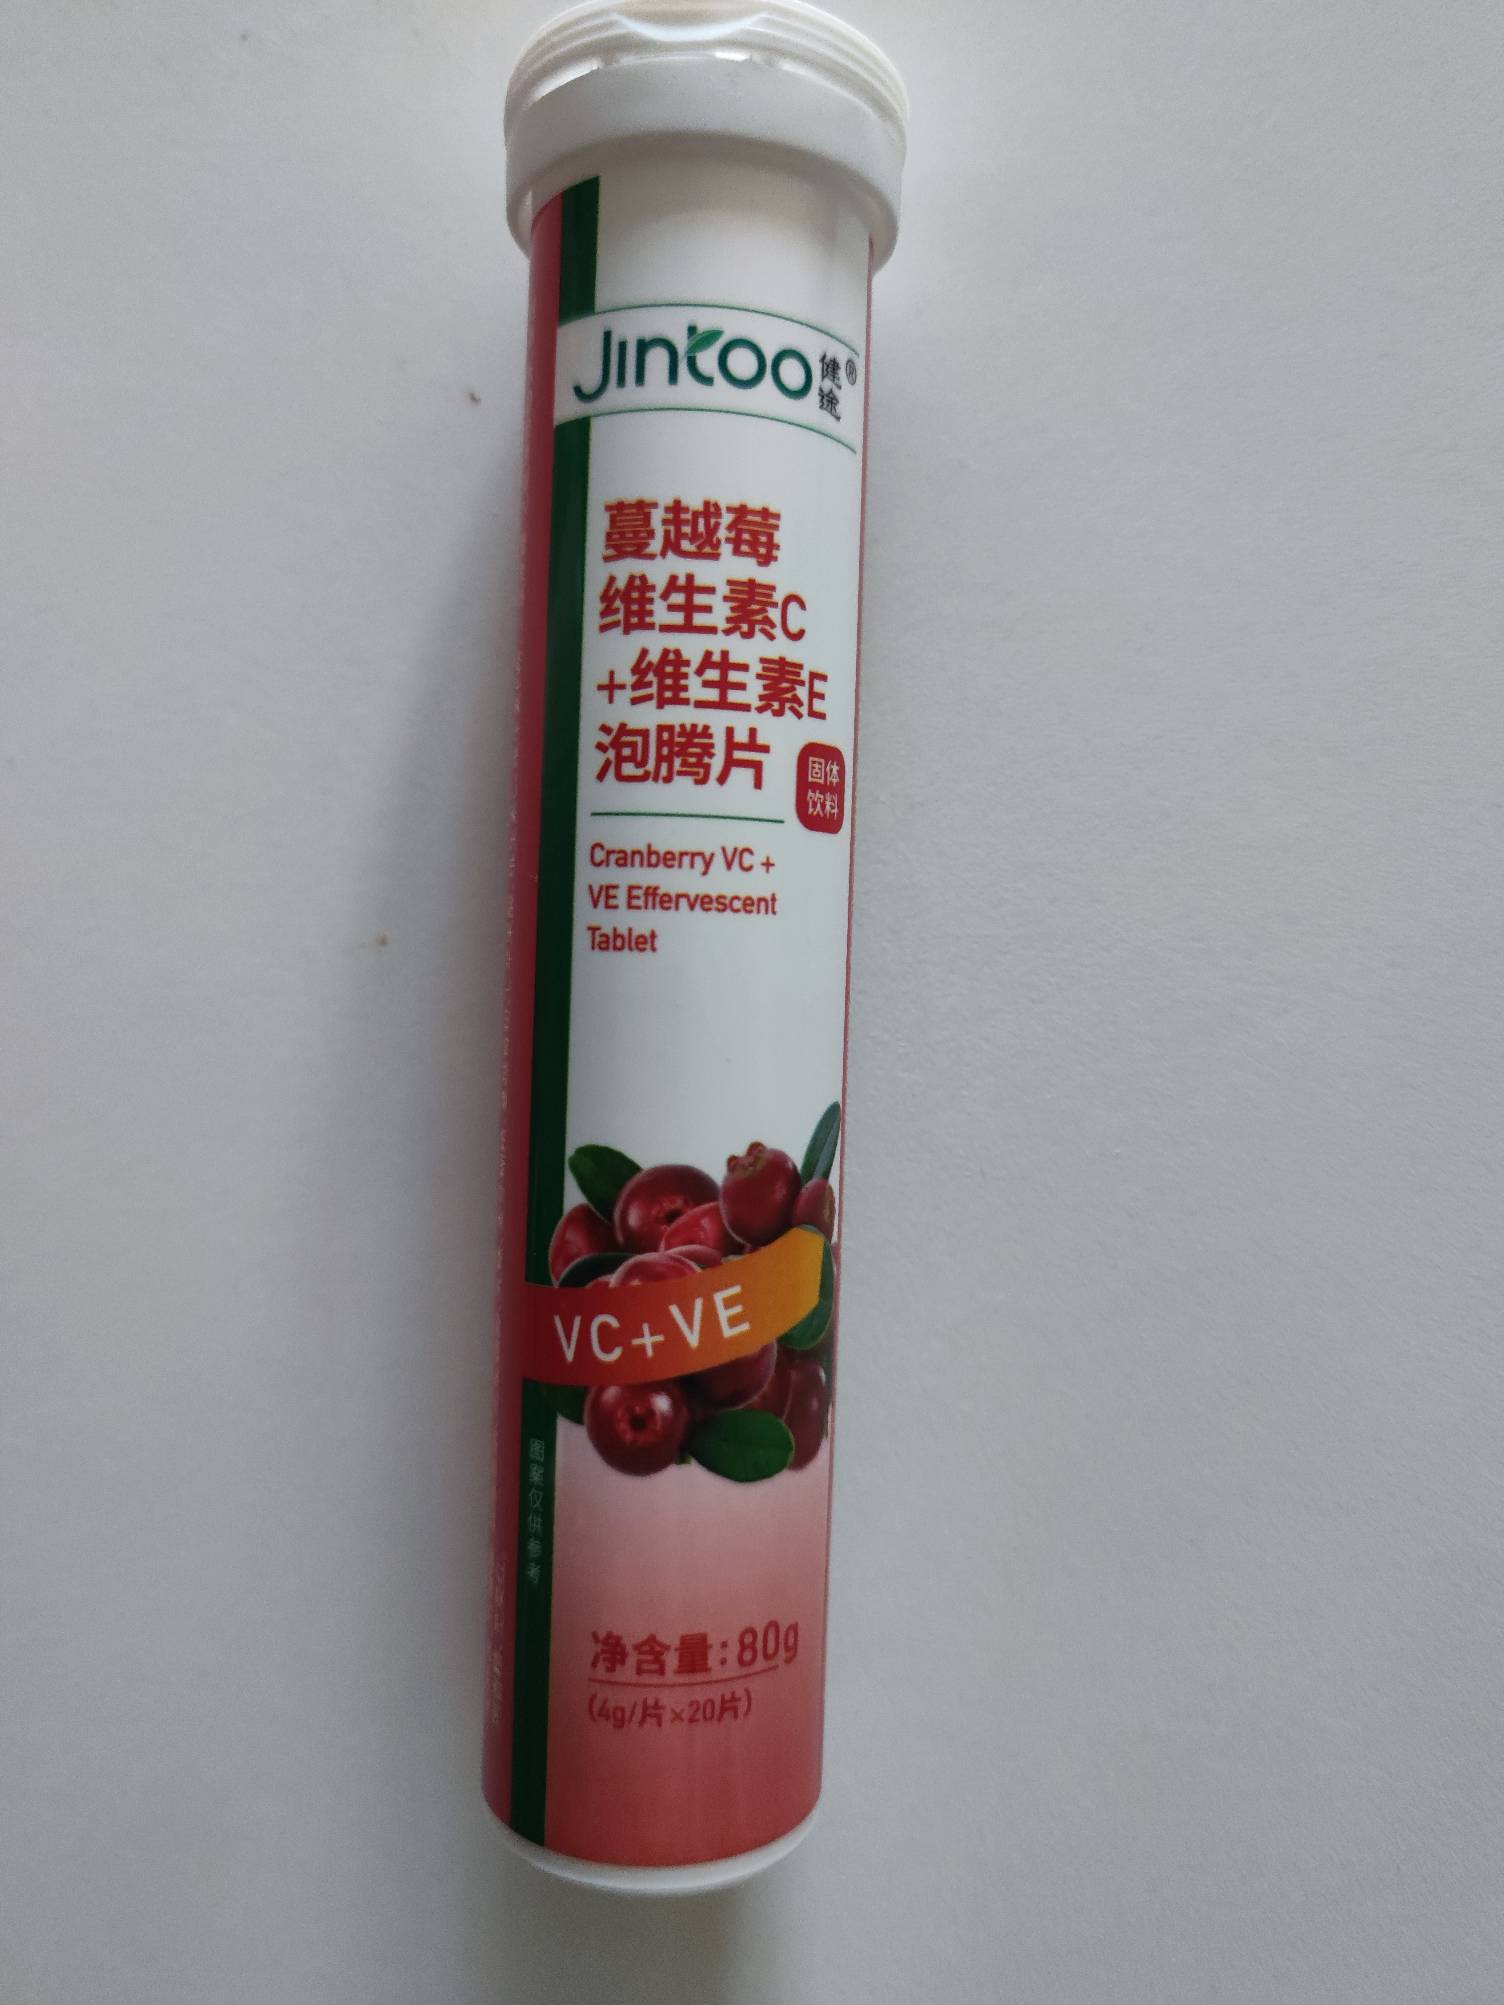 Jintoo 健途®
蔓越莓
维生素C
+维生素E
泡腾片
固体
饮料
Cranberry VC +
VE Effervescent
Tablet
VC+VE
图案仅供参考
净含量:80g
(4g/片×20片)